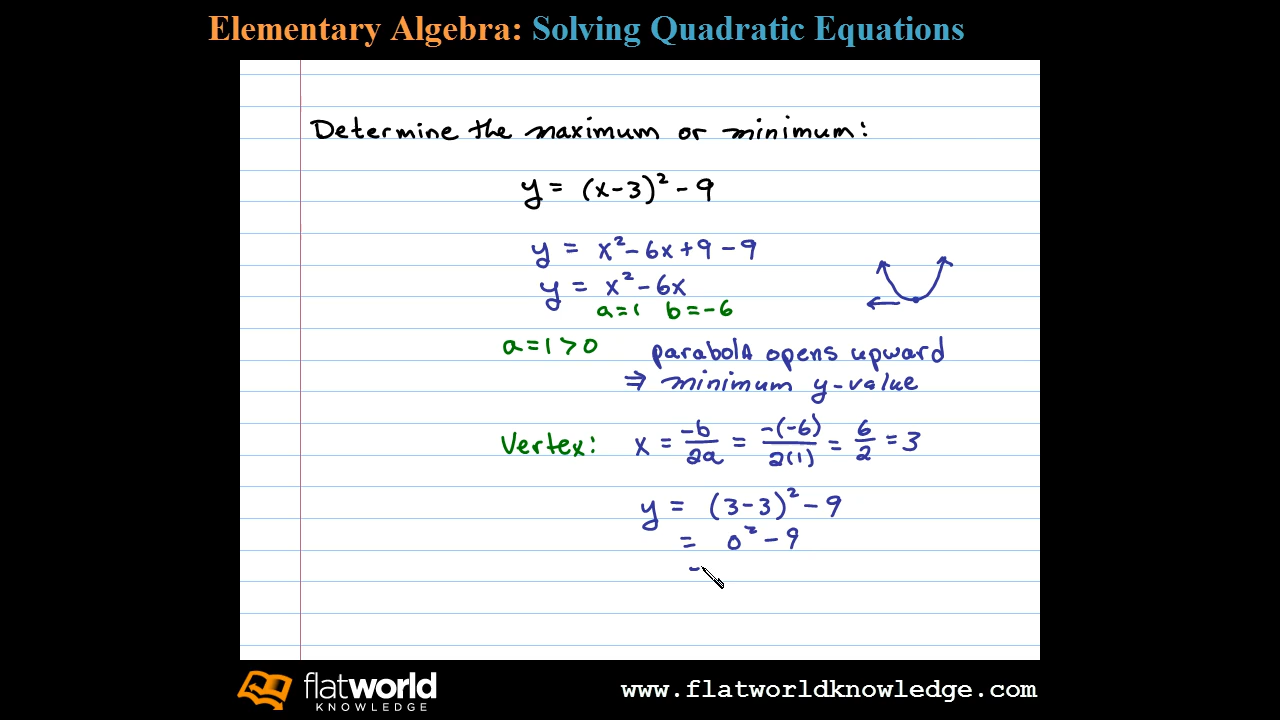 Elementary Algebra: Solving Quadratic Equations
Determine the maximum or minimum:
y = (x-3)² - 9
y = x² - 6x + 9 - 9
y = x² - 6x
a = 1 b = -6
a = 1 > 0 parabola opens upward
⇒ minimum y-value
Vertex: x = -b/2a = -(-6)/2(1) = 6/2 = 3
y = (3-3)² - 9
= 0² - 9
-
flatworld
KNOWLEDGE
www.flatworldknowledge.com